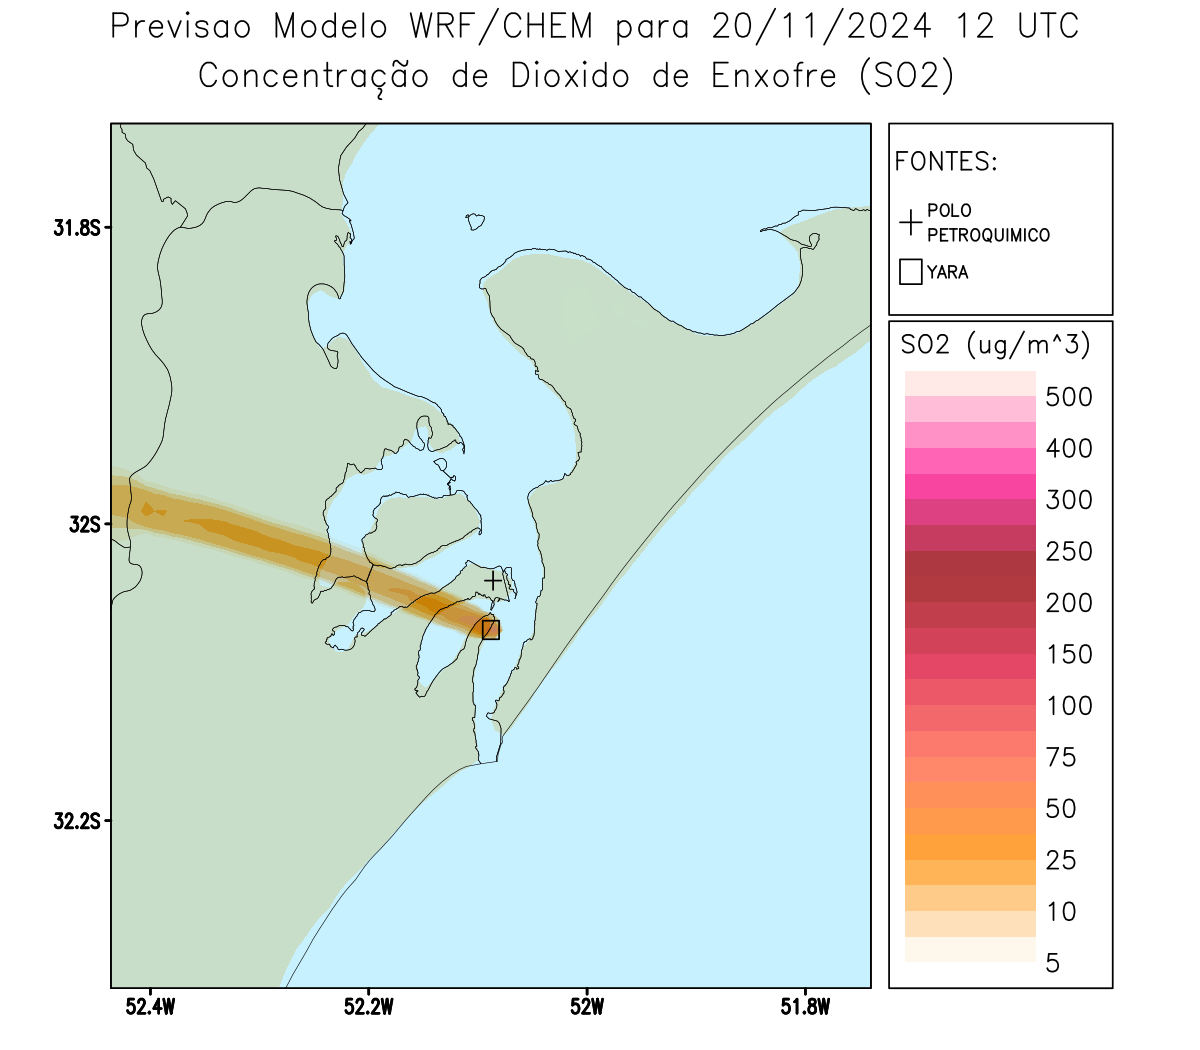 Previsao Modelo WRF/CHEM para 20/11/2024 12 UTC
Concentração de Dioxido de Enxofre (SO2)
FONTES:
POLO
PETROQUIMICO
YARA
SO2 (ug/m^3)
500
400
300
250
200
150
100
75
50
25
10
5
31.8S
32S
32.2S
52.4W
52.2W
52W
51.8W